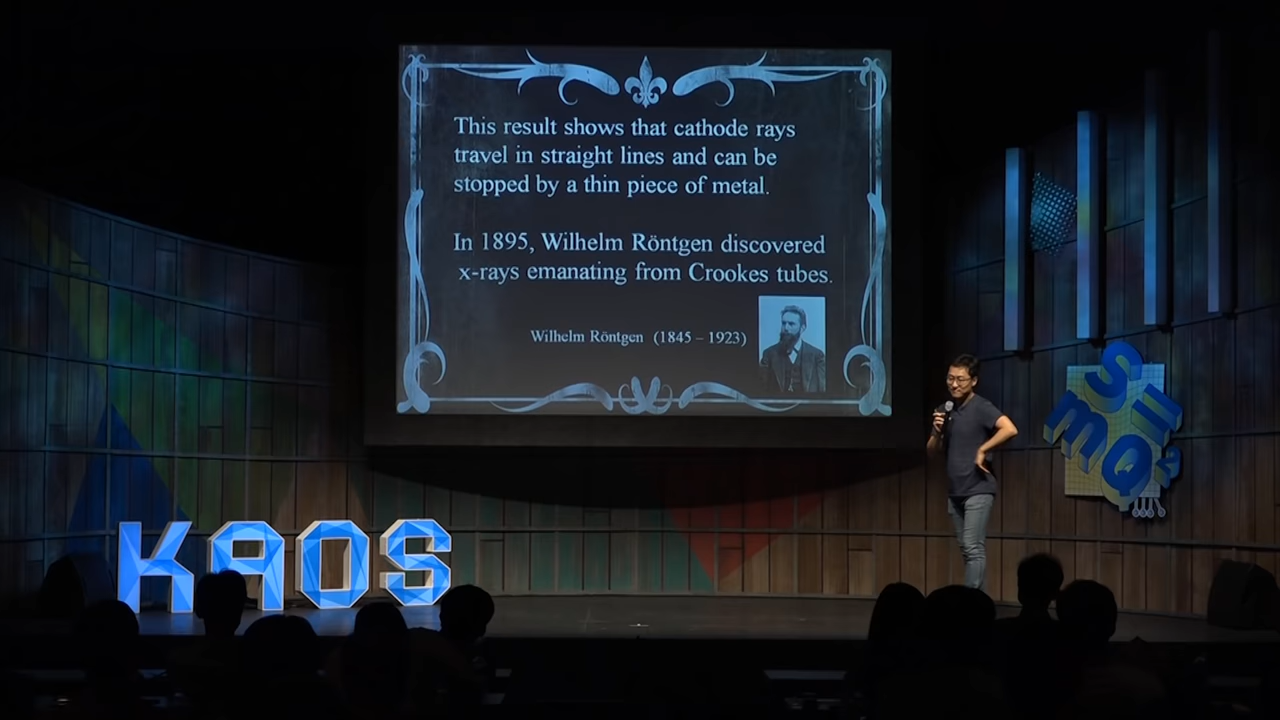 This result shows that cathode rays
travel in straight lines and can be
stopped by a thin piece of metal.
In 1895, Wilhelm Röntgen discovered
x-rays emanating from Crookes tubes.
Wilhelm Röntgen (1845 – 1923)
KAOS